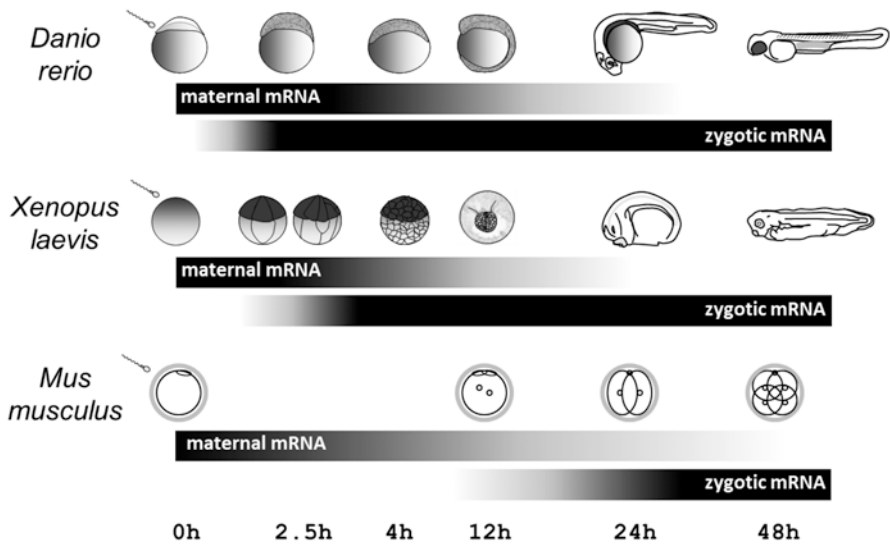 Danio
rerio
maternal mRNA
zygotic mRNA
Xenopus
laevis
maternal mRNA
zygotic mRNA
Mus
musculus
maternal mRNA
zygotic mRNA
0h 2.5h 4h 12h 24h 48h